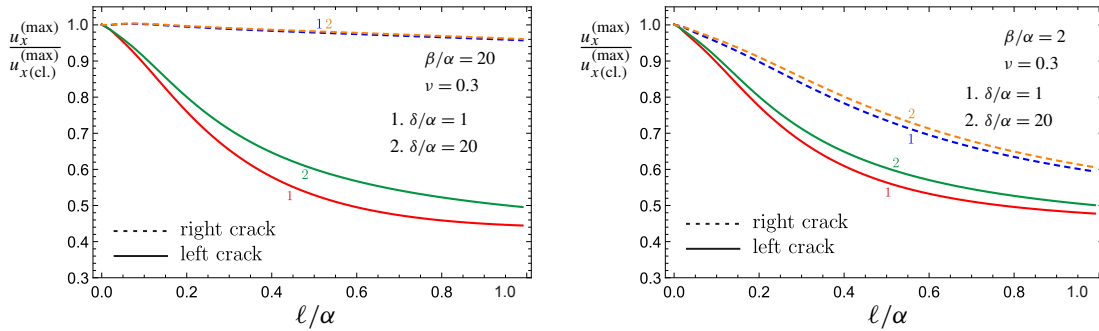 u_x^(max) / u_x(cl.)^(max)
1.0
0.9
0.8
0.7
0.6
0.5
0.4
0.3
1 2
β/α = 20
ν = 0.3
1. δ/α = 1
2. δ/α = 20
2
1
right crack
left crack
0.0 0.2 0.4 0.6 0.8 1.0
ℓ/α
u_x^(max) / u_x(cl.)^(max)
1.0
0.9
0.8
0.7
0.6
0.5
0.4
0.3
β/α = 2
ν = 0.3
1. δ/α = 1
2. δ/α = 20
2
1
2
1
right crack
left crack
0.0 0.2 0.4 0.6 0.8 1.0
ℓ/α